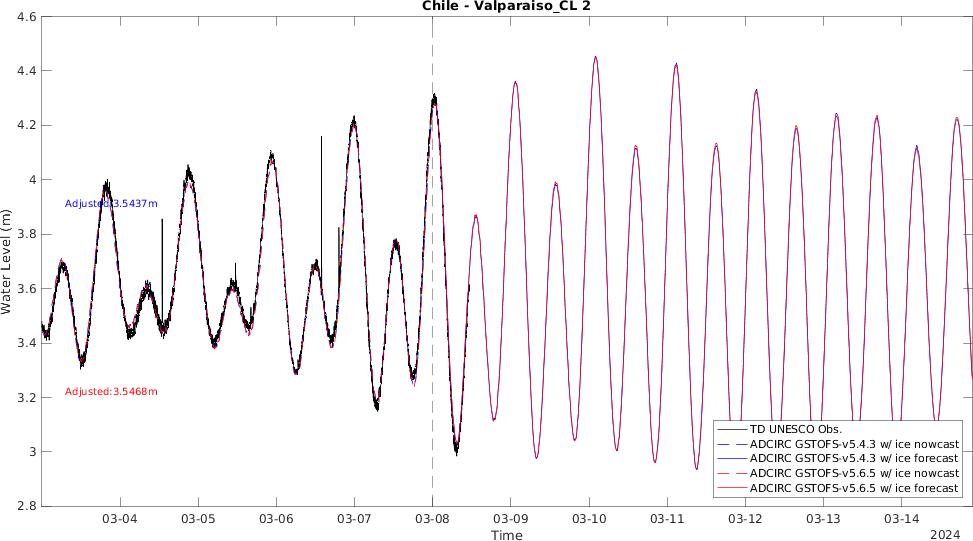 Chile - Valparaiso_CL 2
4.6
4.4
4.2
4
3.8
3.6
3.4
3.2
3
2.8
Water Level (m)
Adjusted:3.5437m
Adjusted:3.5468m
TD UNESCO Obs.
ADCIRC GSTOFS-v5.4.3 w/ ice nowcast
ADCIRC GSTOFS-v5.4.3 w/ ice forecast
ADCIRC GSTOFS-v5.6.5 w/ ice nowcast
ADCIRC GSTOFS-v5.6.5 w/ ice forecast
03-04 03-05 03-06 03-07 03-08 03-09 03-10 03-11 03-12 03-13 03-14
Time
2024